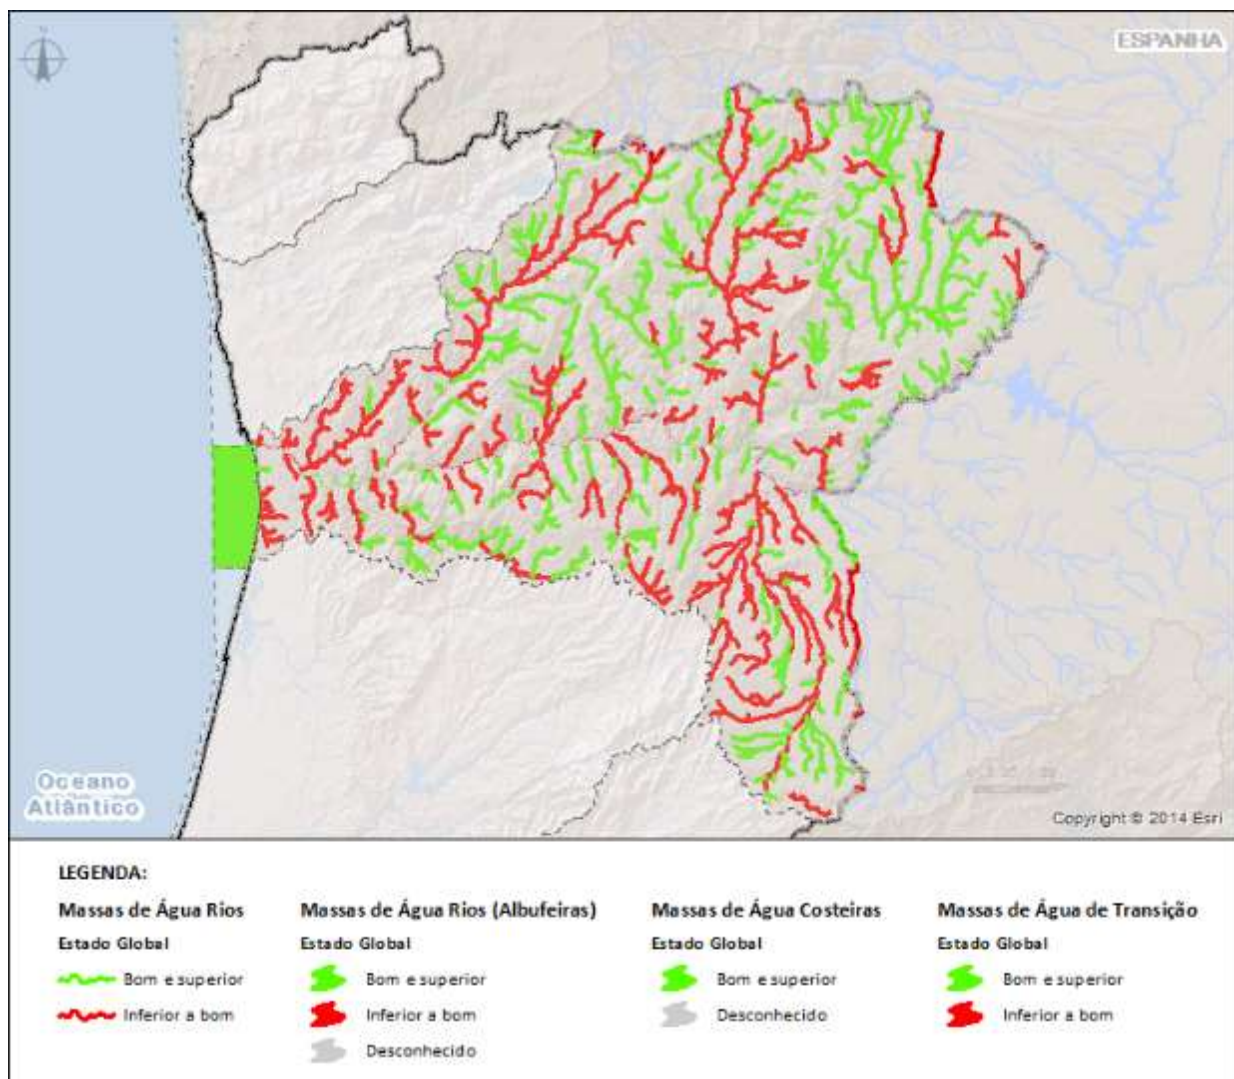 ESPANHA
Oceano
Atlântico
Copyright © 2014 Esri
LEGENDA:
Massas de Água Rios
Estado Global
Bom e superior
Inferior a bom
Massas de Água Rios (Albufeiras)
Estado Global
Bom e superior
Inferior a bom
Desconhecido
Massas de Água Costeiras
Estado Global
Bom e superior
Desconhecido
Massas de Água de Transição
Estado Global
Bom e superior
Inferior a bom